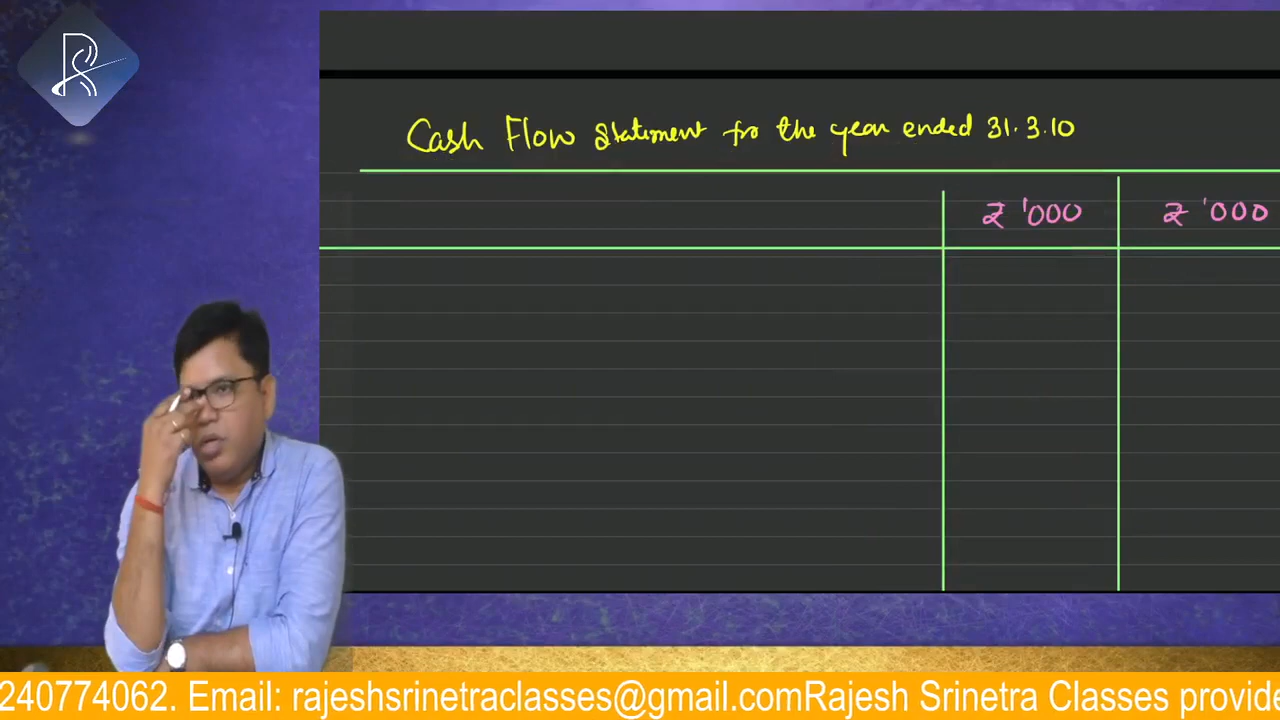 RS
Cash Flow Statement for the year ended 31.3.10
₹ '000 ₹ '000
240774062. Email: rajeshsrinetraclasses@gmail.comRajesh Srinetra Classes provide